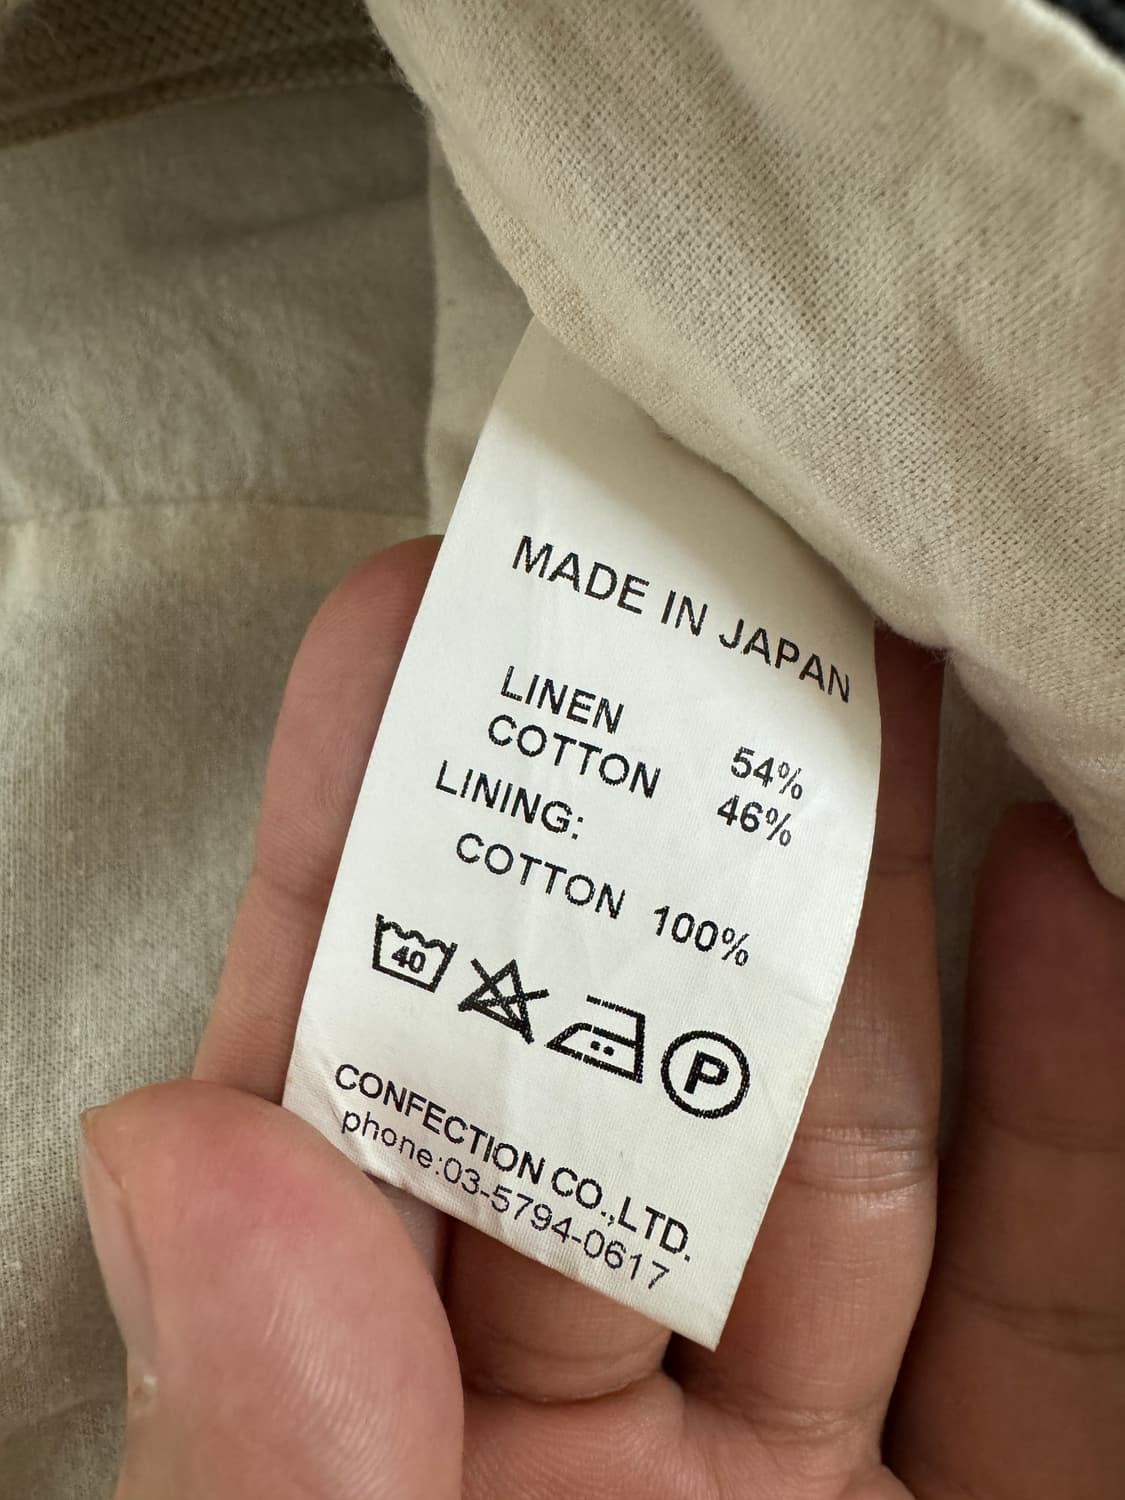 MADE IN JAPAN
LINEN 54%
COTTON 46%
LINING:
COTTON 100%
40 P
CONFECTION CO.,LTD.
phone:03-5794-0617